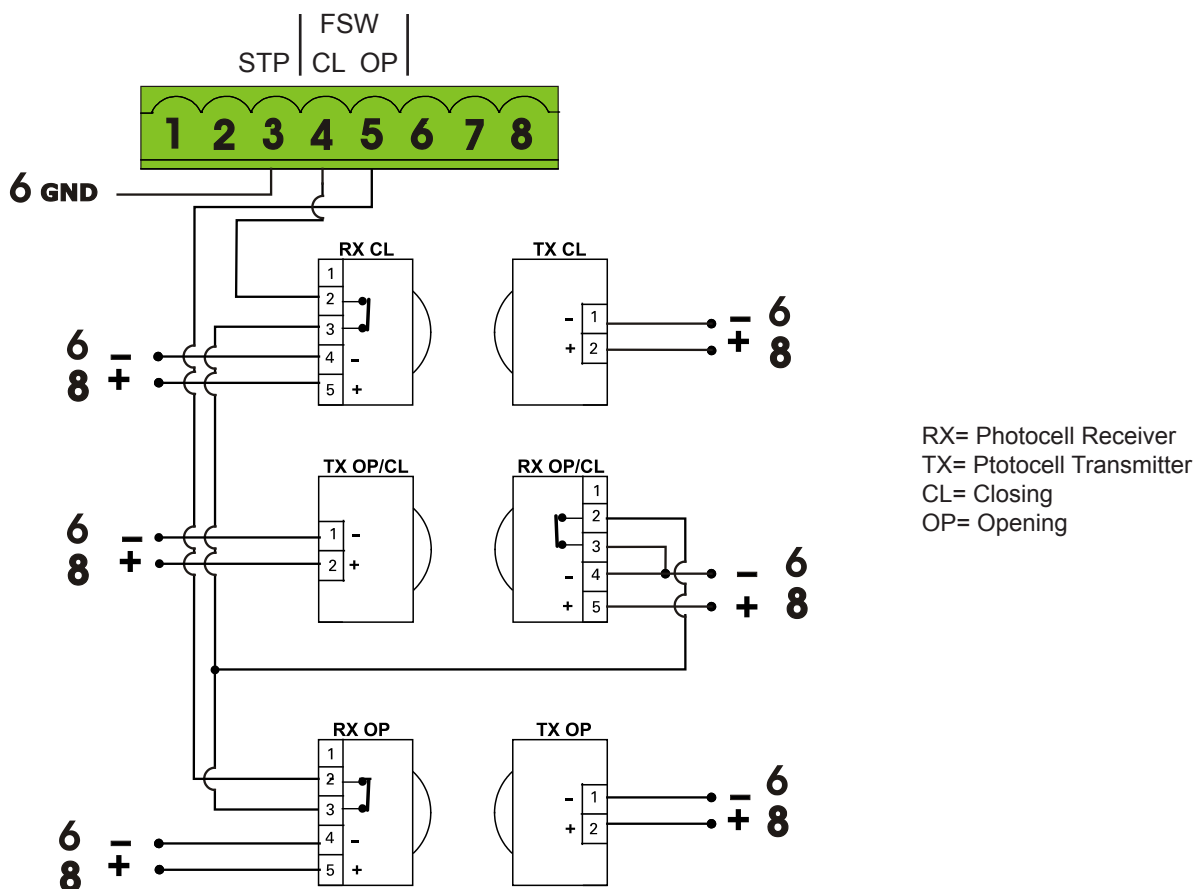 FSW
STP CL OP
1 2 3 4 5 6 7 8
6 GND
RX CL
TX CL
1
2
3
4 -
5 +
6 -
8 +
- 1
+ 2
- 6
+ 8
RX= Photocell Receiver
TX= Ptotocell Transmitter
CL= Closing
OP= Opening
TX OP/CL
RX OP/CL
6 -
8 +
1 -
2 +
1
2
3
- 4
+ 5
- 6
+ 8
RX OP
TX OP
1
2
3
4 -
5 +
6 -
8 +
- 1
+ 2
- 6
+ 8